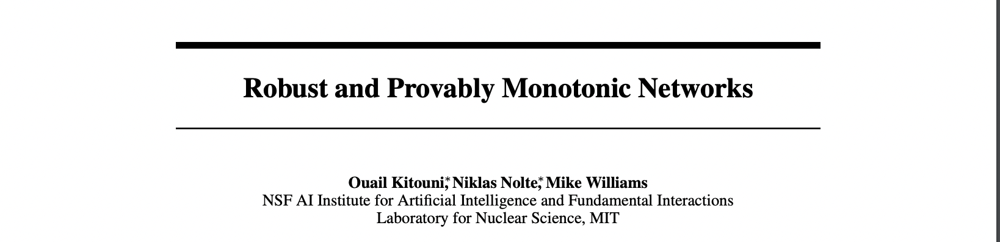 Robust and Provably Monotonic Networks
Ouail Kitouni,* Niklas Nolte,* Mike Williams
NSF AI Institute for Artificial Intelligence and Fundamental Interactions
Laboratory for Nuclear Science, MIT